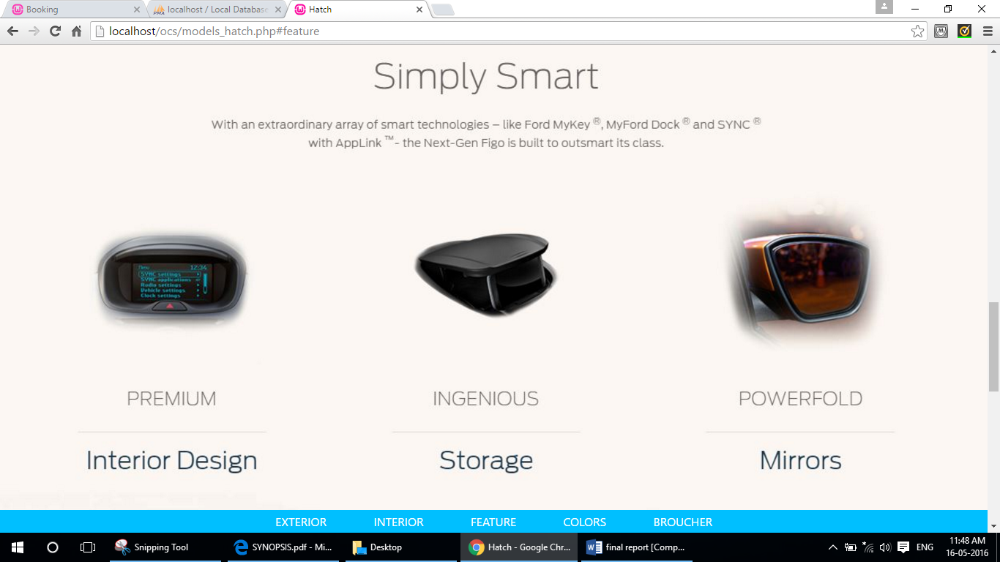 Booking
localhost / Local Database
Hatch
localhost/ocs/models_hatch.php#feature
Simply Smart
With an extraordinary array of smart technologies – like Ford MyKey ®, MyFord Dock ® and SYNC ®
with AppLink ™- the Next-Gen Figo is built to outsmart its class.
Menu 12:34
SYNC settings
SYNC applications
Radio settings
Vehicle settings
Clock settings
PREMIUM
INGENIOUS
POWERFOLD
Interior Design
Storage
Mirrors
EXTERIOR INTERIOR FEATURE COLORS BROUCHER
Snipping Tool
SYNOPSIS.pdf - Mi...
Desktop
Hatch - Google Chr...
final report [Comp...
ENG
11:48 AM
16-05-2016